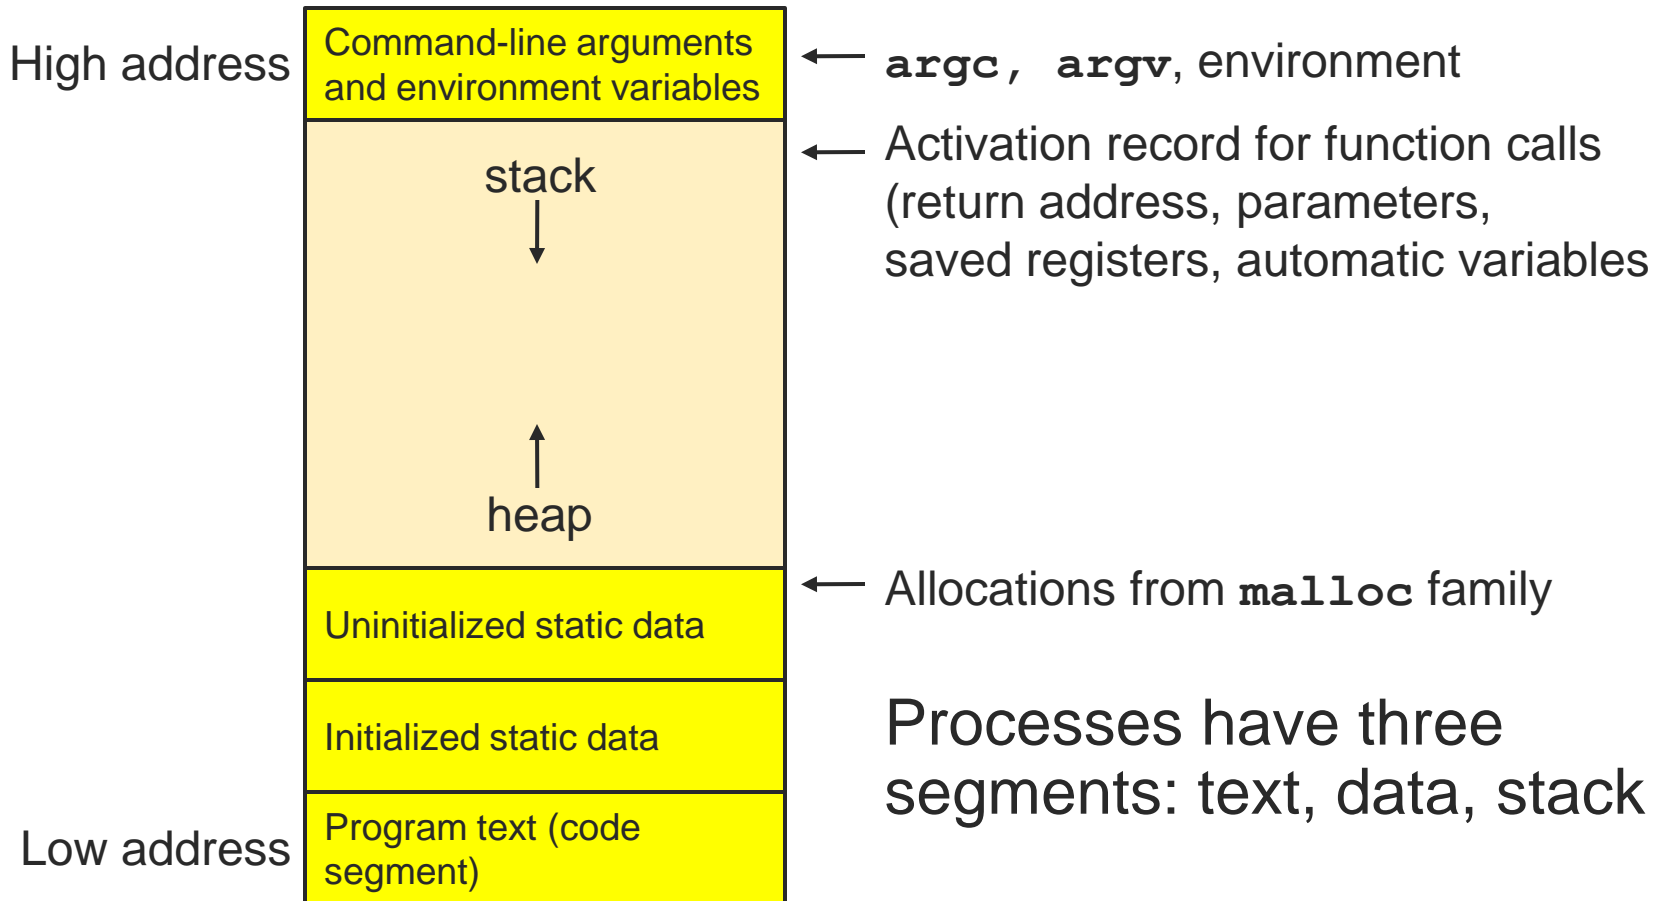 High address
Command-line arguments
and environment variables
argc, argv, environment
stack
Activation record for function calls
(return address, parameters,
saved registers, automatic variables
heap
Allocations from malloc family
Uninitialized static data
Initialized static data
Processes have three
segments: text, data, stack
Low address
Program text (code
segment)